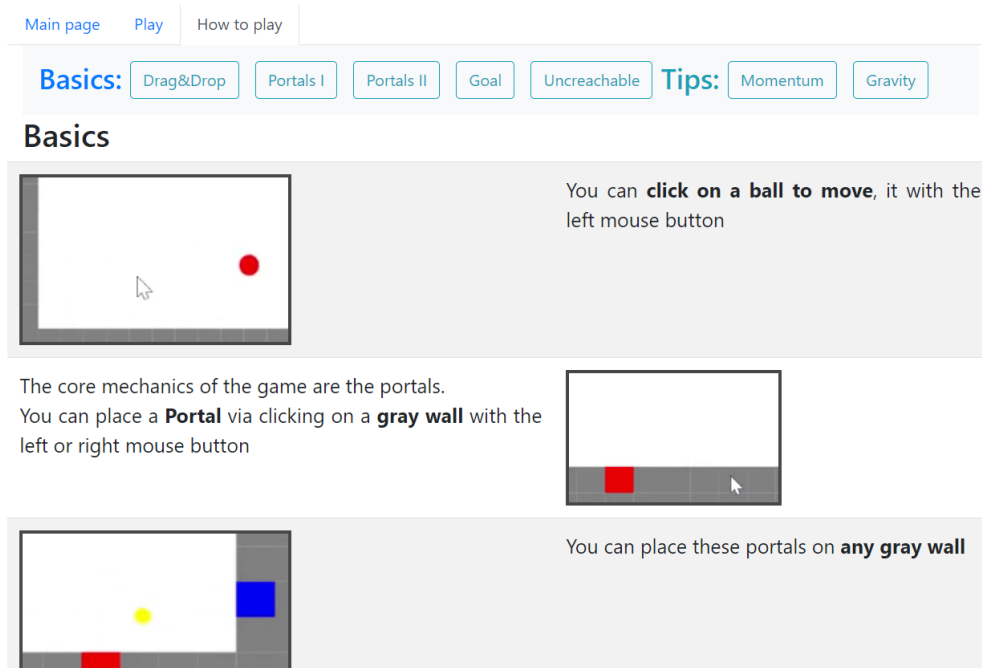 Main page Play How to play
Basics: Drag&Drop Portals I Portals II Goal Uncreachable Tips: Momentum Gravity
Basics
You can click on a ball to move, it with the
left mouse button
The core mechanics of the game are the portals.
You can place a Portal via clicking on a gray wall with the
left or right mouse button
You can place these portals on any gray wall